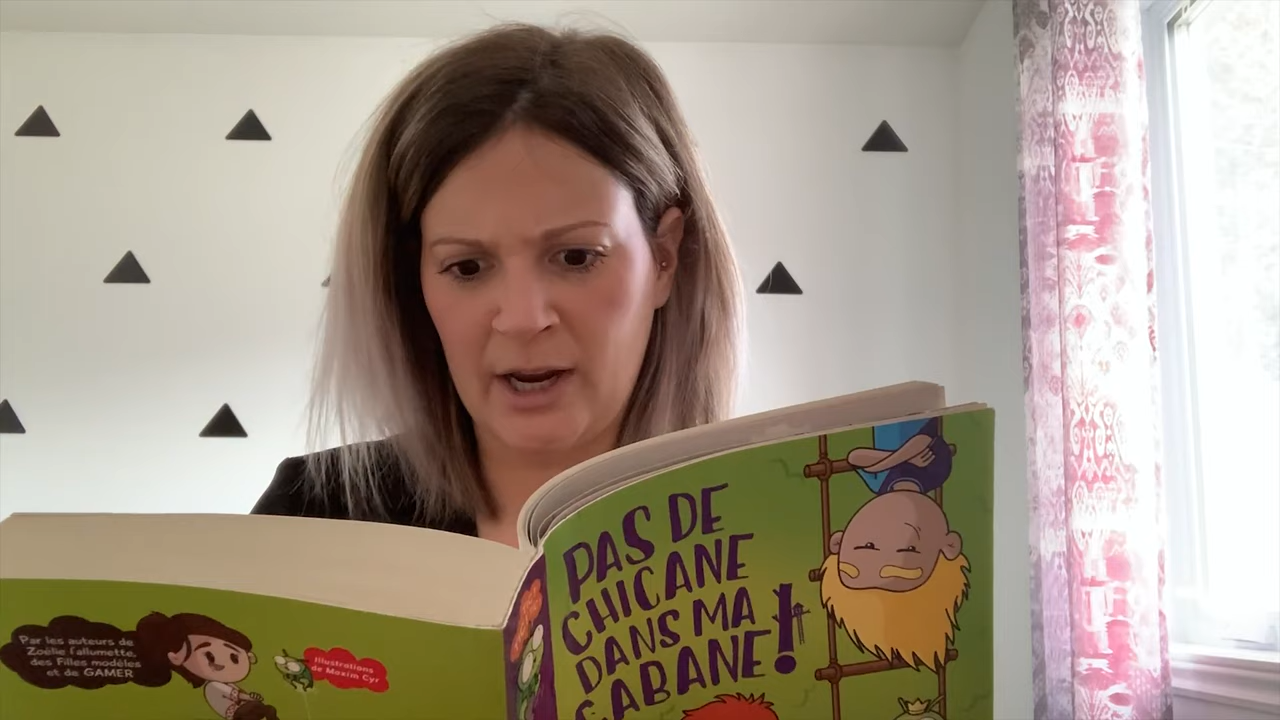 Par les auteurs de
Zoélie l'allumette,
des Filles modèles
et de GAMER
Illustrations
de Maxim Cyr
PAS DE
CHICANE
DANS MA
CABANE!